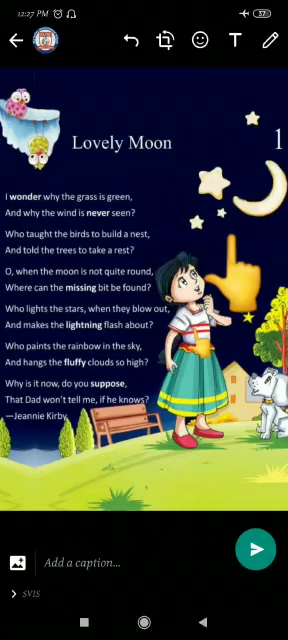 12:27 PM
37
T
Lovely Moon
1
I wonder why the grass is green,
And why the wind is never seen?
Who taught the birds to build a nest,
And told the trees to take a rest?
O, when the moon is not quite round,
Where can the missing bit be found?
Who lights the stars, when they blow out,
And makes the lightning flash about?
Who paints the rainbow in the sky,
And hangs the fluffy clouds so high?
Why is it now, do you suppose,
That Dad won't tell me, if he knows?
—Jeannie Kirby
Add a caption...
> SVIS